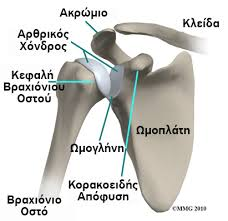 Ακρώμιο
Κλείδα
Αρθρικός
Χόνδρος
Κεφαλή
Βραχιόνιου
Οστού
Ωμογλήνη
Ωμοπλάτη
Κορακοειδής
Απόφυση
Βραχιόνιο
Οστό
©MMG 2010